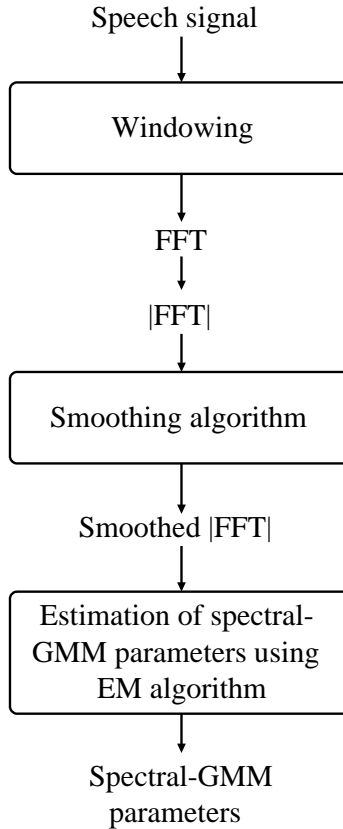 Speech signal
Windowing
FFT
|FFT|
Smoothing algorithm
Smoothed |FFT|
Estimation of spectral-
GMM parameters using
EM algorithm
Spectral-GMM
parameters